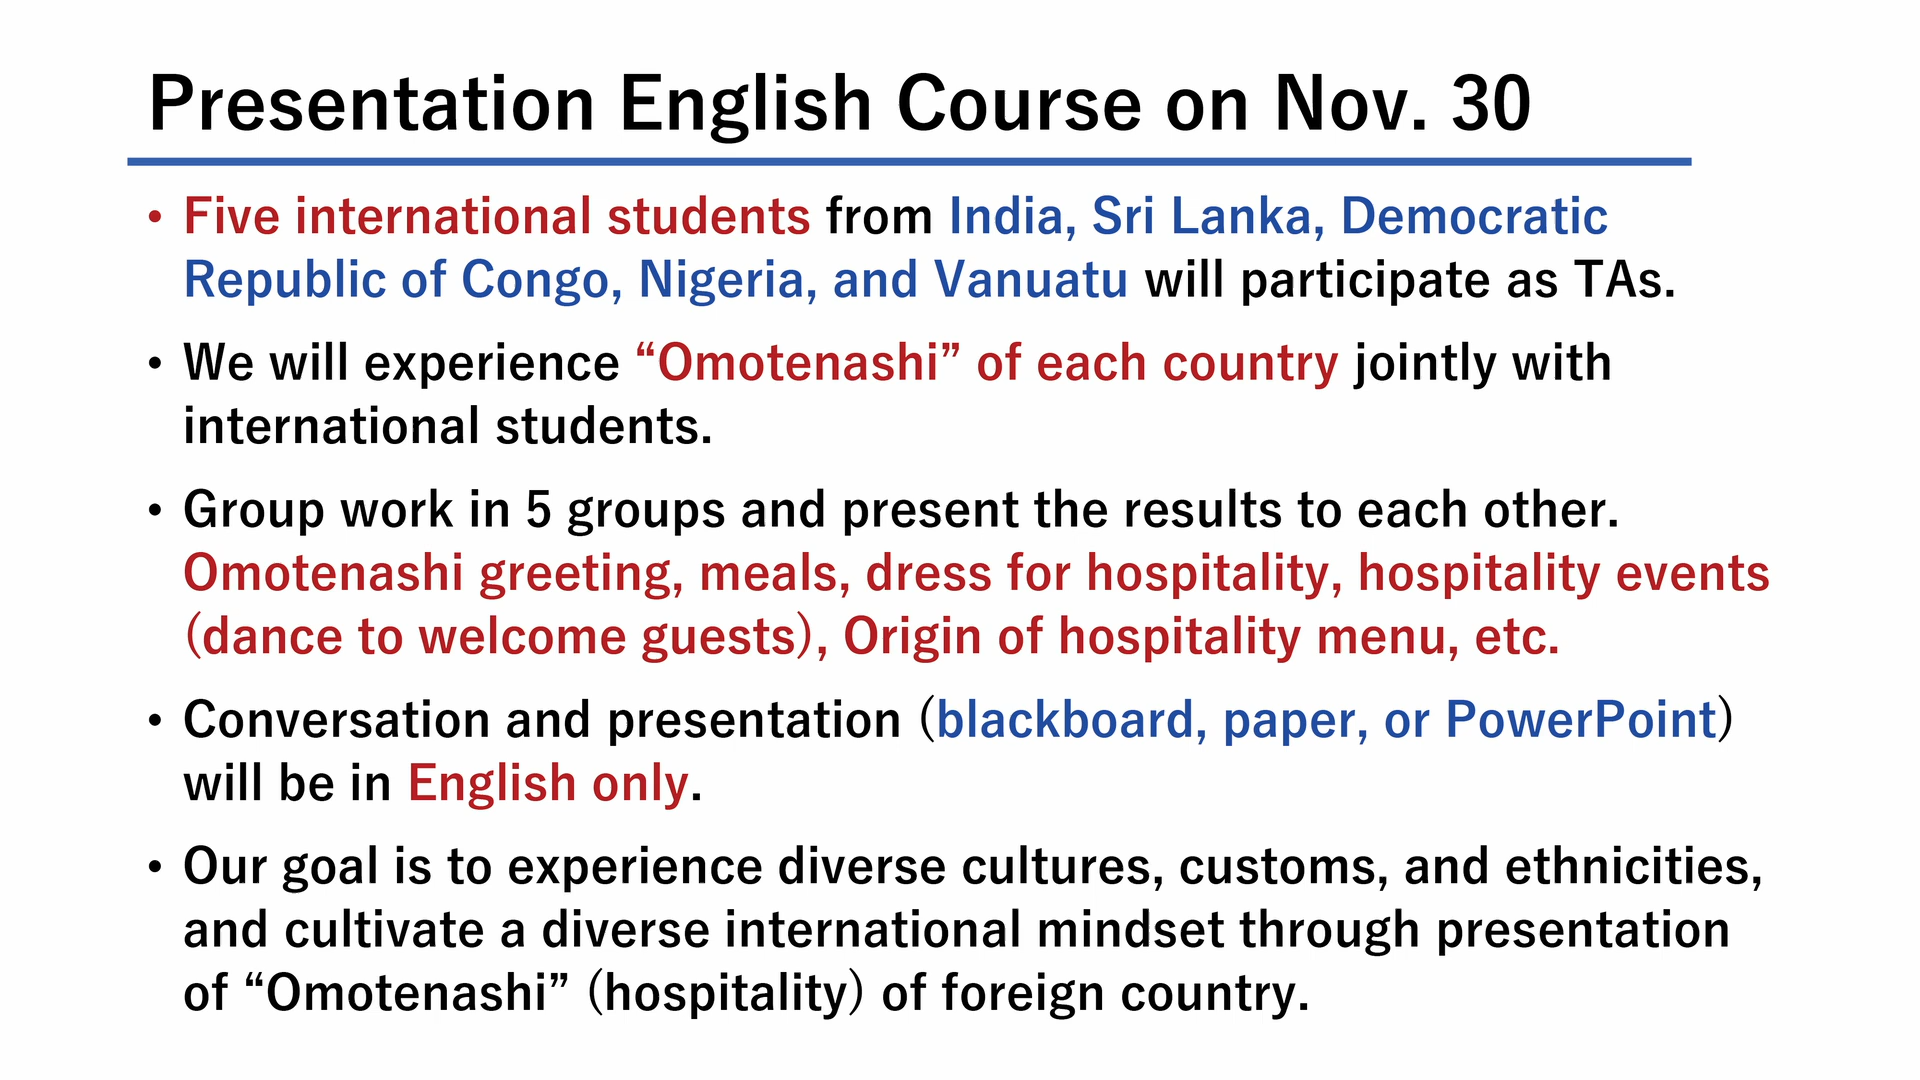 Presentation English Course on Nov. 30
• Five international students from India, Sri Lanka, Democratic
Republic of Congo, Nigeria, and Vanuatu will participate as TAs.
• We will experience “Omotenashi” of each country jointly with
international students.
• Group work in 5 groups and present the results to each other.
Omotenashi greeting, meals, dress for hospitality, hospitality events
(dance to welcome guests), Origin of hospitality menu, etc.
• Conversation and presentation (blackboard, paper, or PowerPoint)
will be in English only.
• Our goal is to experience diverse cultures, customs, and ethnicities,
and cultivate a diverse international mindset through presentation
of “Omotenashi” (hospitality) of foreign country.